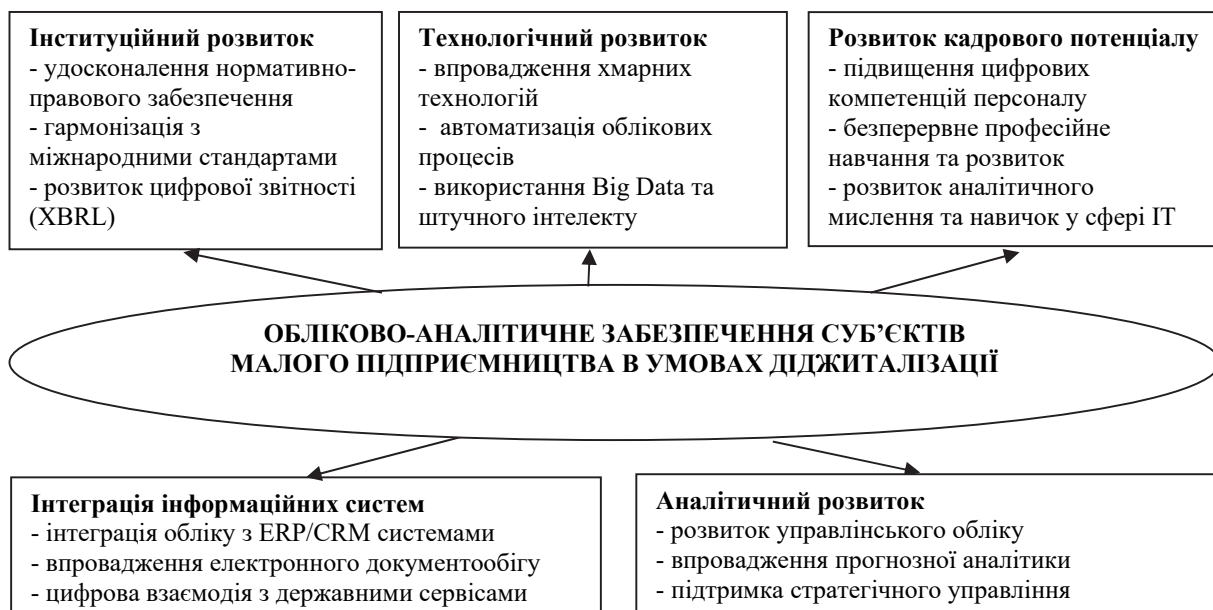 Інституційний розвиток
- удосконалення нормативно-
правового забезпечення
- гармонізація з
міжнародними стандартами
- розвиток цифрової звітності
(XBRL)
Технологічний розвиток
- впровадження хмарних
технологій
- автоматизація облікових
процесів
- використання Big Data та
штучного інтелекту
Розвиток кадрового потенціалу
- підвищення цифрових
компетенцій персоналу
- безперервне професійне
навчання та розвиток
- розвиток аналітичного
мислення та навичок у сфері ІТ
ОБЛІКОВО-АНАЛІТИЧНЕ ЗАБЕЗПЕЧЕННЯ СУБ’ЄКТІВ
МАЛОГО ПІДПРИЄМНИЦТВА В УМОВАХ ДІДЖИТАЛІЗАЦІЇ
Інтеграція інформаційних систем
- інтеграція обліку з ERP/CRM системами
- впровадження електронного документообігу
- цифрова взаємодія з державними сервісами
Аналітичний розвиток
- розвиток управлінського обліку
- впровадження прогнозної аналітики
- підтримка стратегічного управління